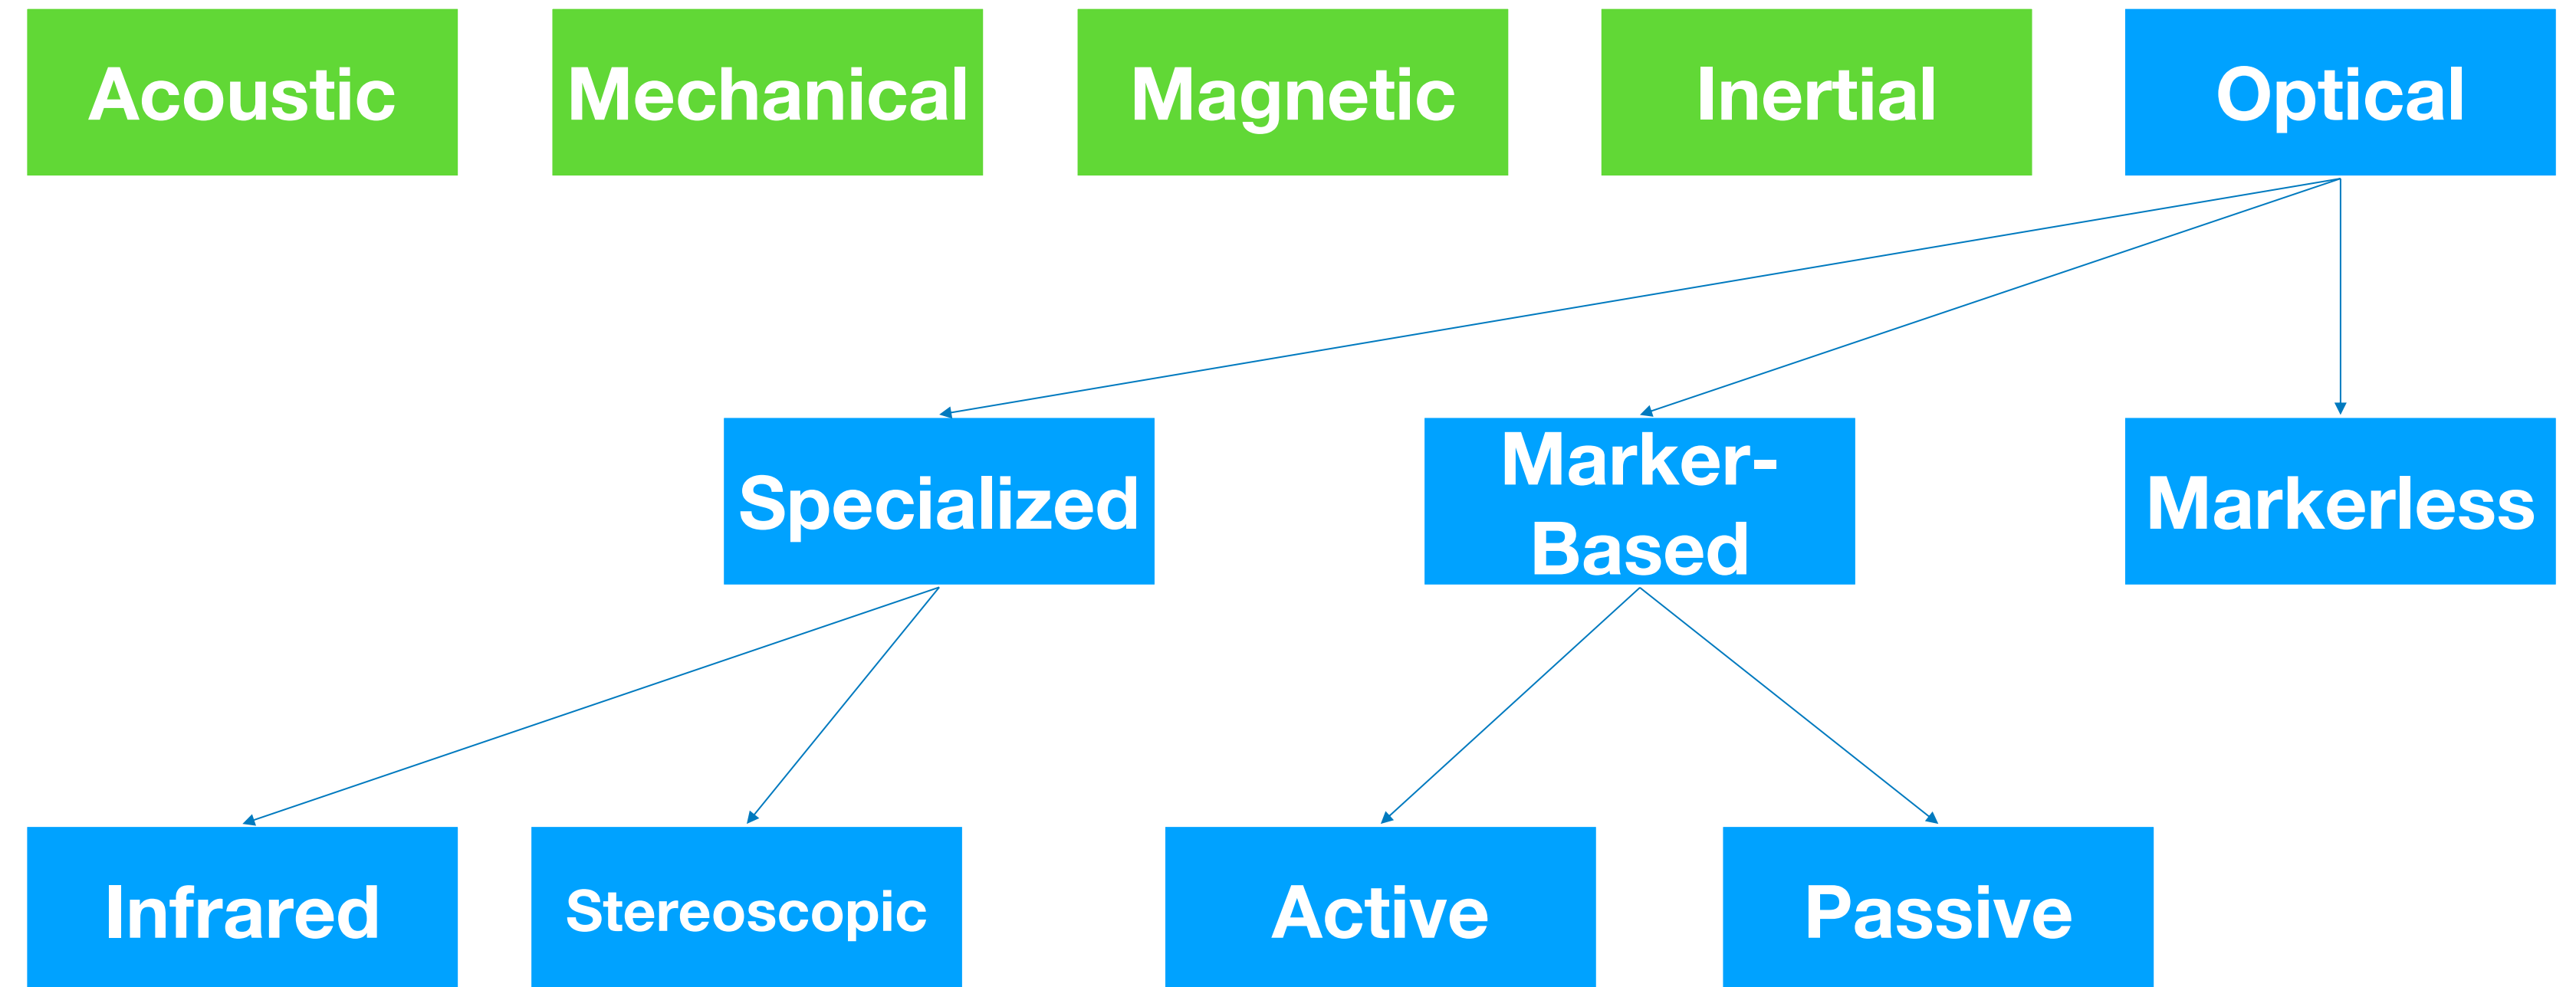 Acoustic
Mechanical
Magnetic
Inertial
Optical
Specialized
Marker-
Based
Markerless
Infrared
Stereoscopic
Active
Passive